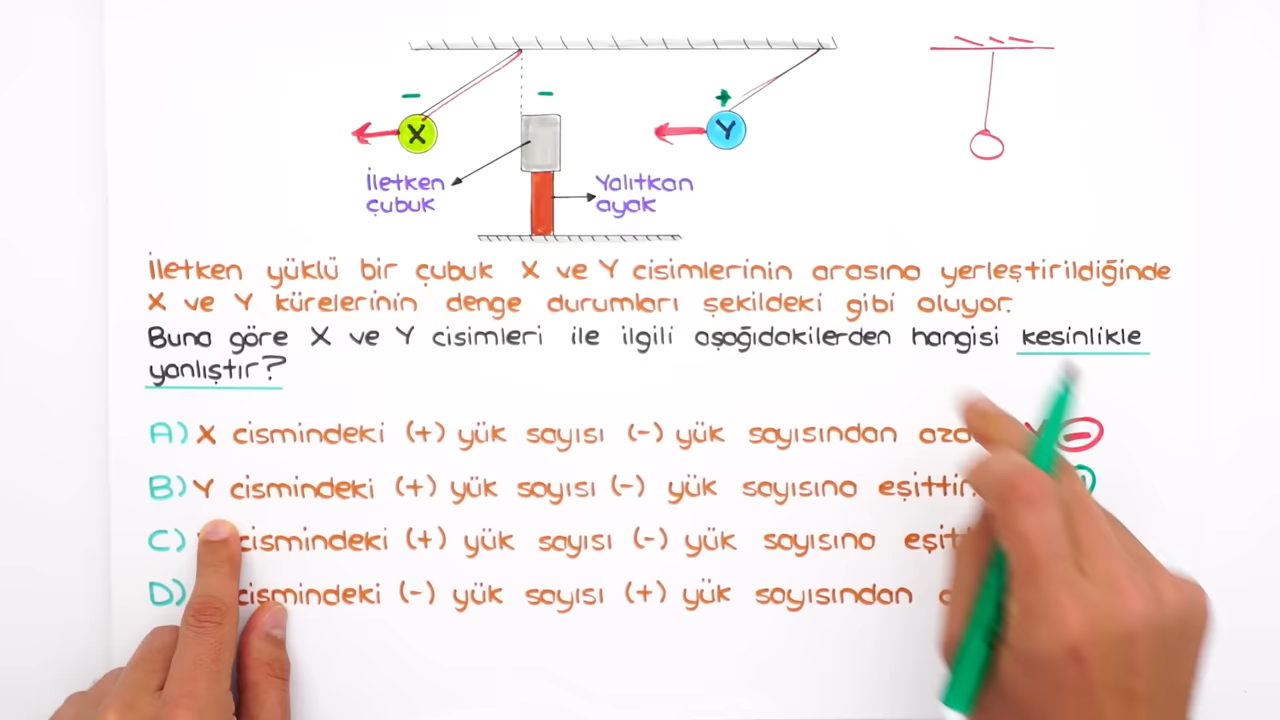 - - +
X Y
İletken Yalıtkan
çubuk ayak
İletken yüklü bir çubuk X ve Y cisimlerinin arasına yerleştirildiğinde
X ve Y kürelerinin denge durumları şekildeki gibi oluyor.
Buna göre X ve Y cisimleri ile ilgili aşağıdakilerden hangisi kesinlikle
yanlıştır?
A) X cismindeki (+) yük sayısı (-) yük sayısından -
B) Y cismindeki (+) yük sayısı (-) yük sayısına eşittir.
C) cismindeki (+) yük sayısı (-) yük sayısına
D) cismindeki (-) yük sayısı (+) yük sayısından